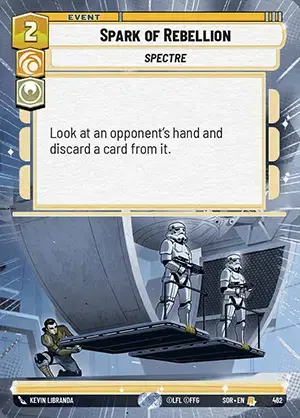 EVENT
2
SPARK OF REBELLION
SPECTRE
Look at an opponent's hand and
discard a card from it.
KEVIN LIBRANDA
©LFL ©FFG
SOR • EN
482